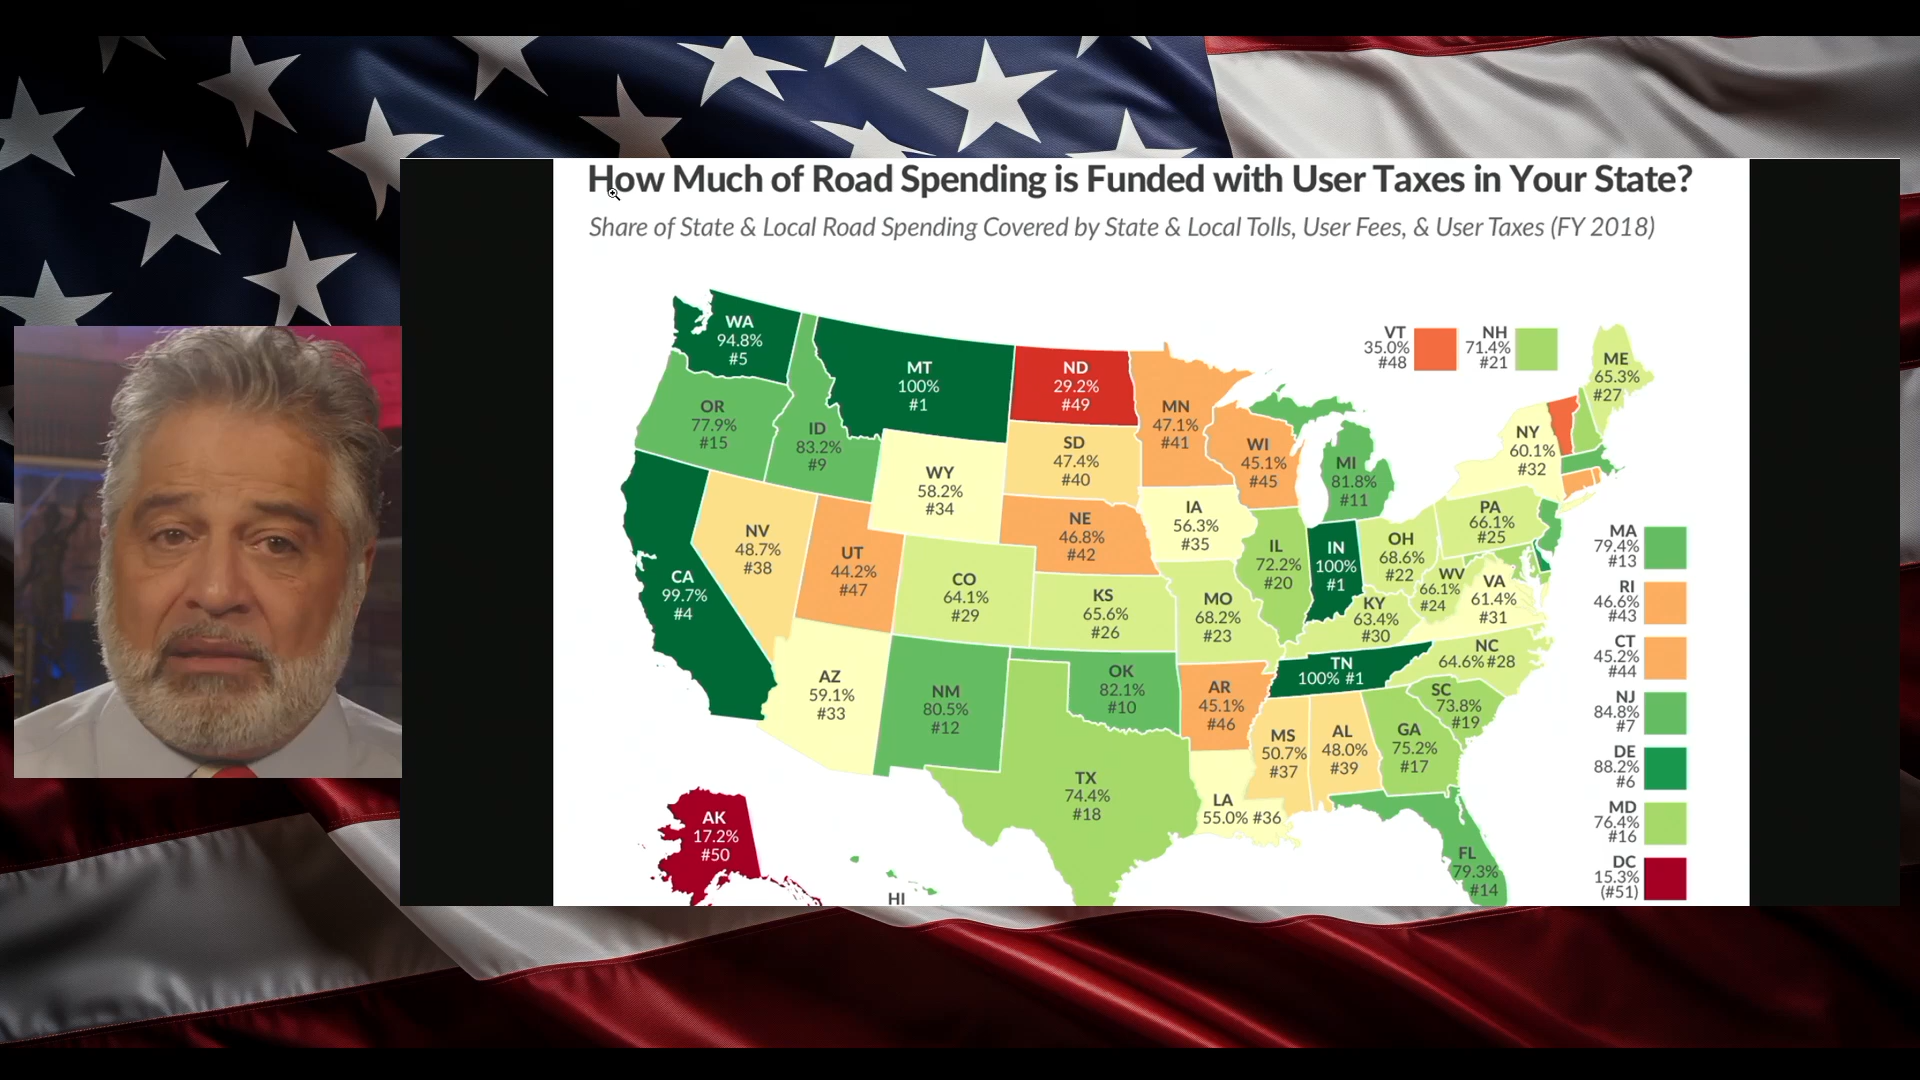 How Much of Road Spending is Funded with User Taxes in Your State?
Share of State & Local Road Spending Covered by State & Local Tolls, User Fees, & User Taxes (FY 2018)
WA
94.8%
#5
MT
100%
#1
ND
29.2%
#49
MN
47.1%
#41
VT
35.0%
#48
NH
71.4%
#21
ME
65.3%
#27
OR
77.9%
#15
ID
83.2%
#9
WY
58.2%
#34
SD
47.4%
#40
WI
45.1%
#45
MI
81.8%
#11
NY
60.1%
#32
CA
99.7%
#4
NV
48.7%
#38
UT
44.2%
#47
CO
64.1%
#29
NE
46.8%
#42
KS
65.6%
#26
IA
56.3%
#35
MO
68.2%
#23
IL
72.2%
#20
IN
100%
#1
OH
68.6%
#22
KY
63.4%
#30
WV
66.1%
#24
PA
66.1%
#25
VA
61.4%
#31
NC
64.6% #28
TN
100% #1
SC
73.8%
#19
AZ
59.1%
#33
NM
80.5%
#12
OK
82.1%
#10
AR
45.1%
#46
TX
74.4%
#18
LA
55.0% #36
MS
50.7%
#37
AL
48.0%
#39
GA
75.2%
#17
FL
79.3%
#14
AK
17.2%
#50
HI
MA
79.4%
#13
RI
46.6%
#43
CT
45.2%
#44
NJ
84.8%
#7
DE
88.2%
#6
MD
76.4%
#16
DC
15.3%
(#51)